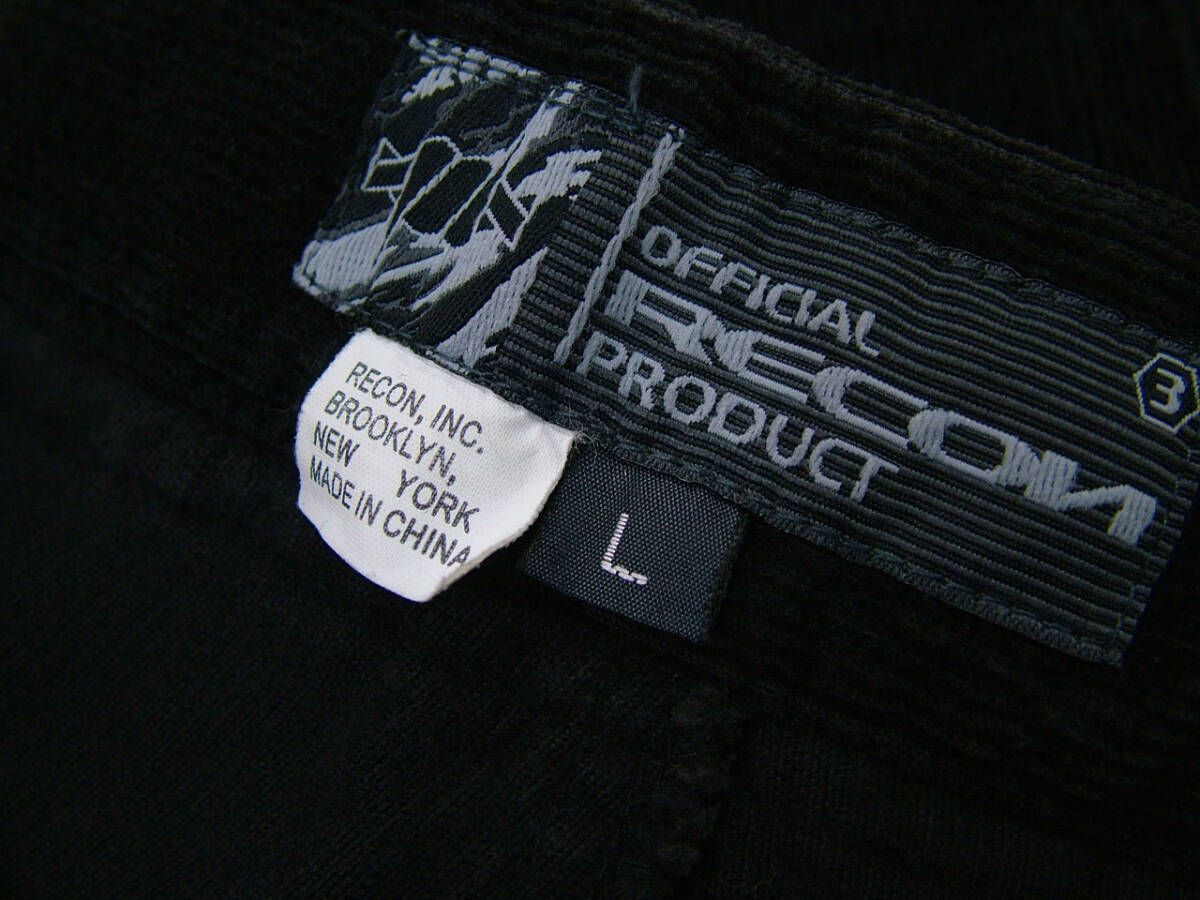 OFFICIAL
RECON
PRODUCT
3
RECON, INC.
BROOKLYN,
NEW YORK
MADE IN CHINA
L